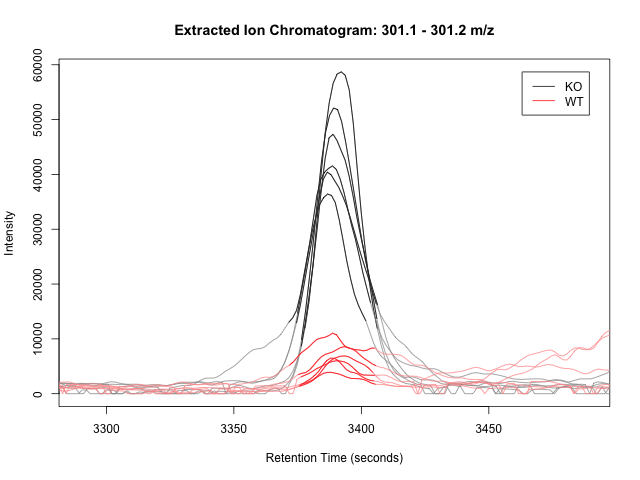 Extracted Ion Chromatogram: 301.1 - 301.2 m/z
KO
WT
60000
50000
40000
30000
20000
10000
0
Intensity
3300 3350 3400 3450
Retention Time (seconds)